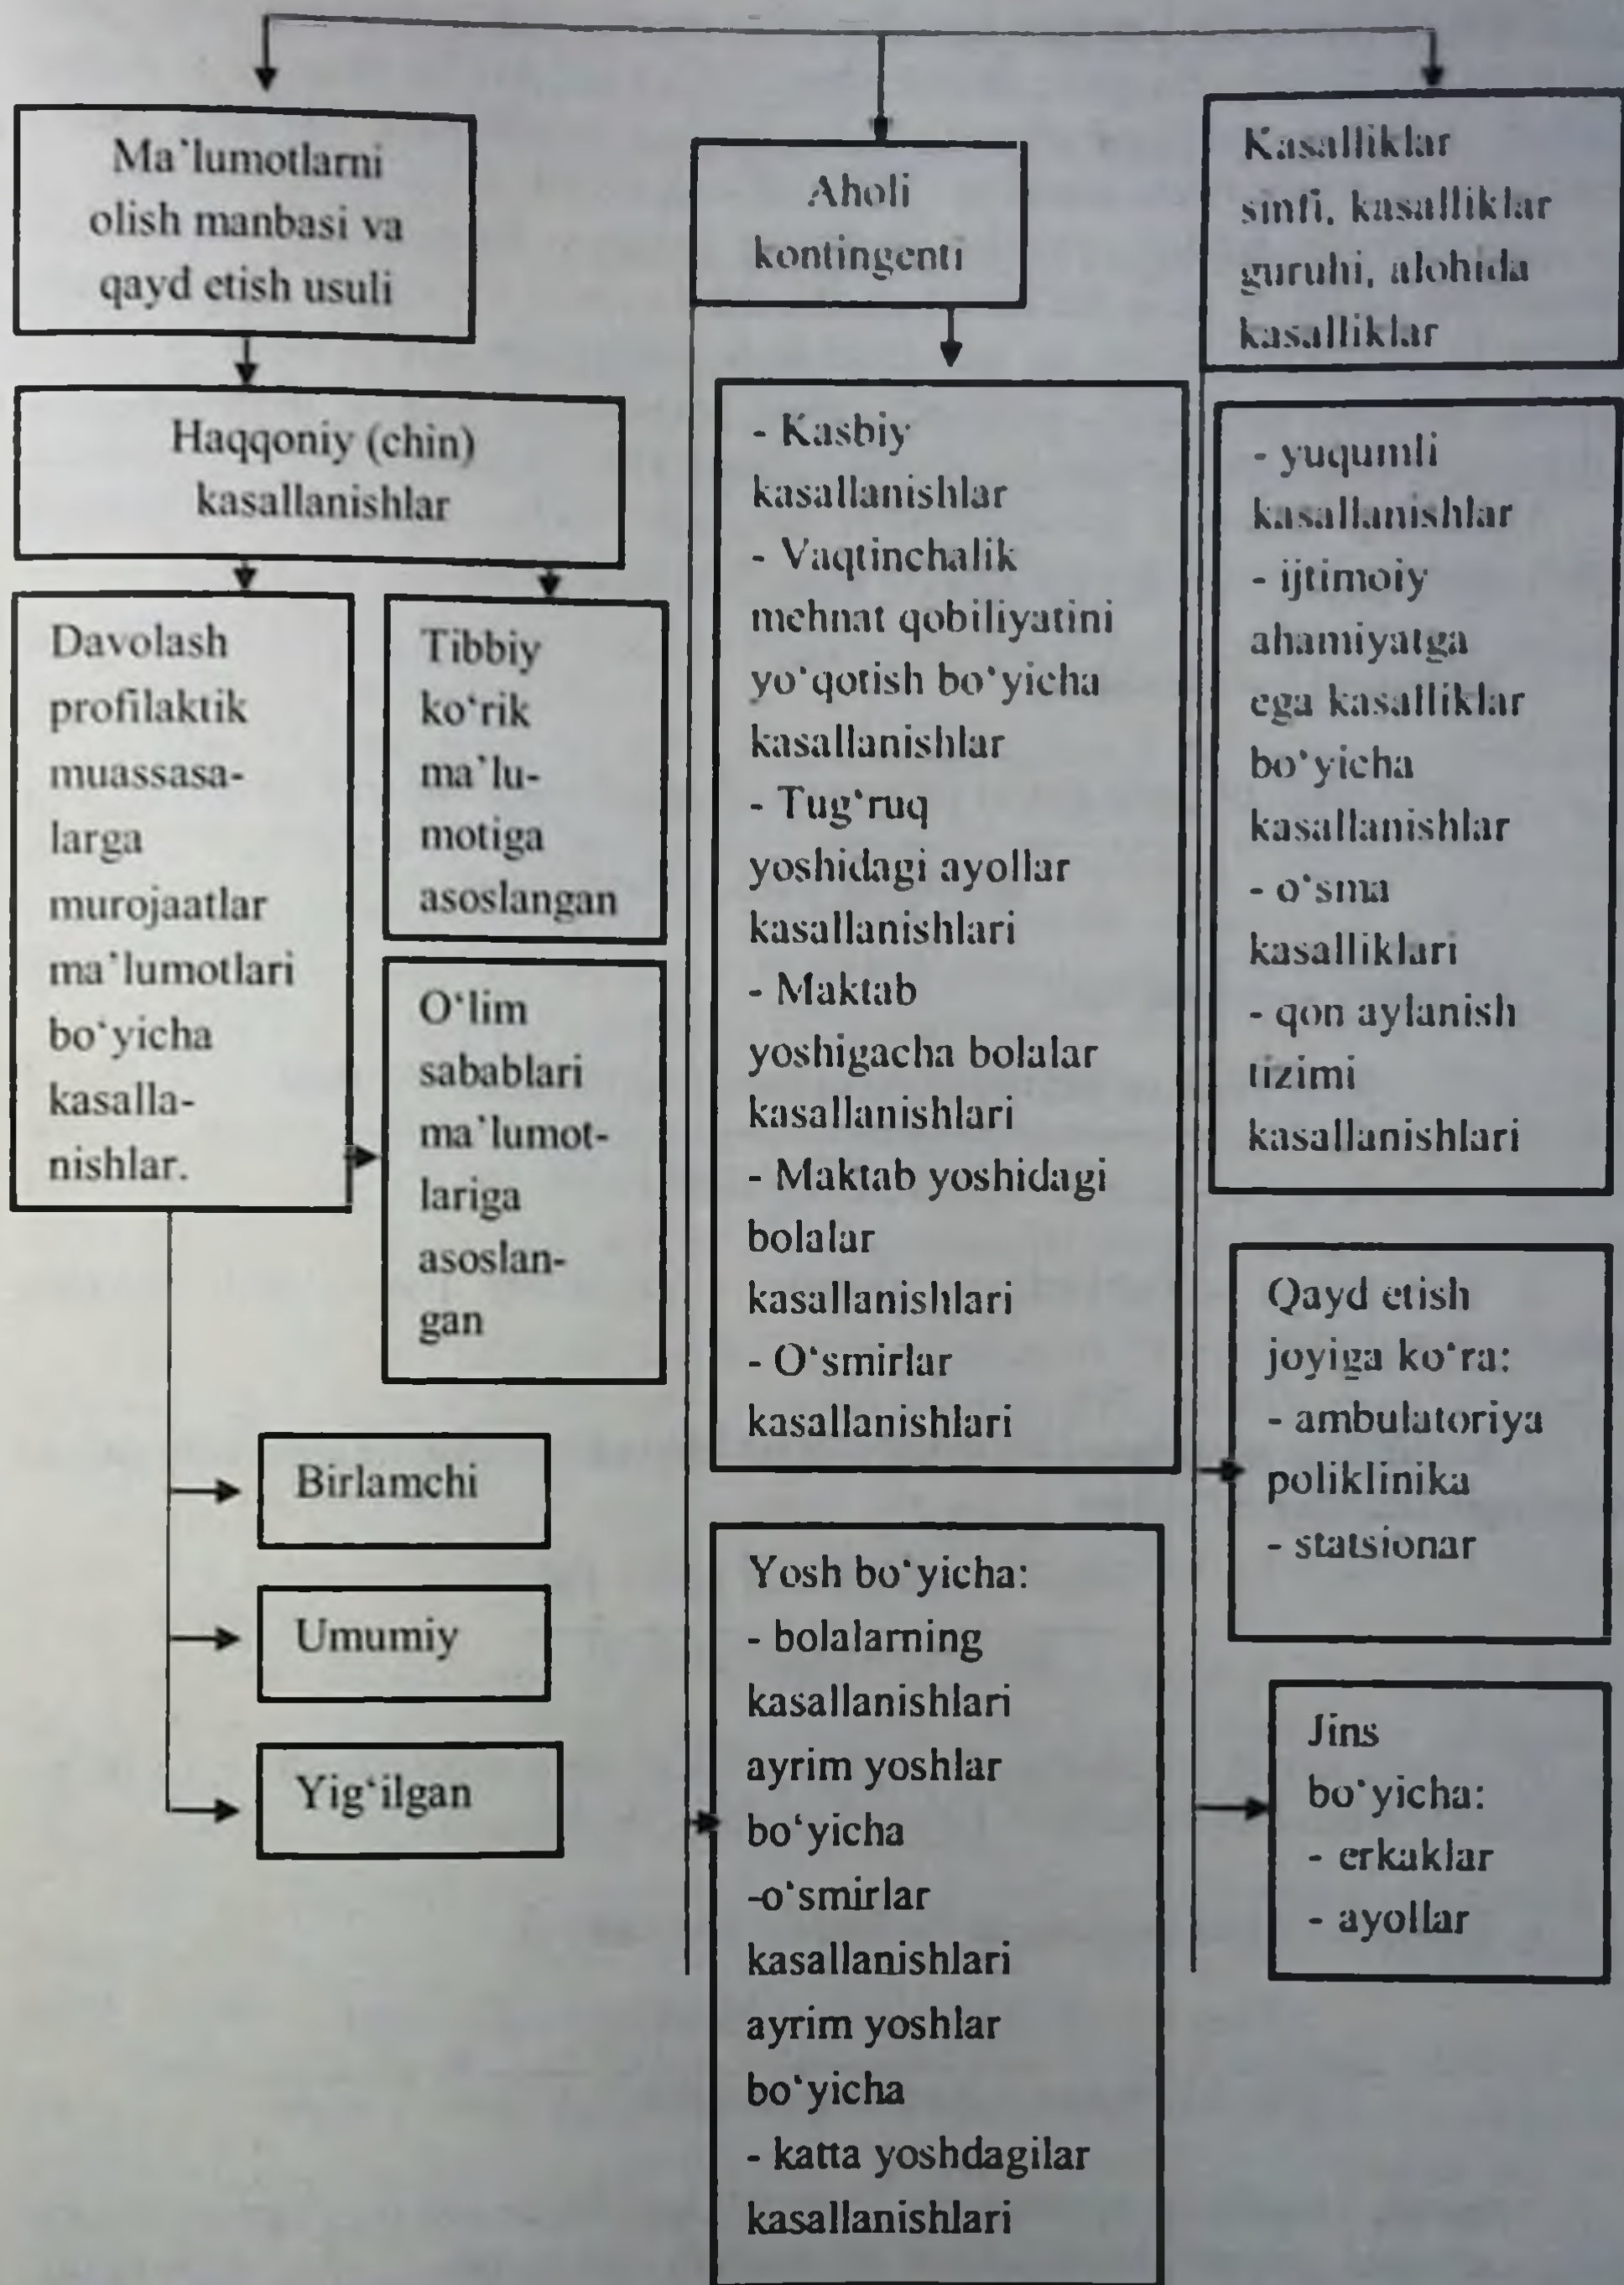 Ma'lumotlarni
olish manbasi va
qayd etish usuli
Haqqoniy (chin)
kasallanishlar
Davolash
profilaktik
muassasa-
larga
murojaatlar
ma'lumotlari
bo‘yicha
kasalla-
nishlar.
Tibbiy
ko‘rik
ma'lu-
motiga
asoslangan
O‘lim
sabablari
ma'lumot-
lariga
asoslan-
gan
Birlamchi
Umumiy
Yig‘ilgan
Aholi
kontingenti
- Kasbiy
kasallanishlar
- Vaqtinchalik
mehnat qobiliyatini
yo‘qotish bo‘yicha
kasallanishlar
- Tug‘ruq
yoshidagi ayollar
kasallanishlari
- Maktab
yoshigacha bolalar
kasallanishlari
- Maktab yoshidagi
bolalar
kasallanishlari
- O‘smirlar
kasallanishlari
Yosh bo‘yicha:
- bolalarning
kasallanishlari
ayrim yoshlar
bo‘yicha
-o‘smirlar
kasallanishlari
ayrim yoshlar
bo‘yicha
- katta yoshdagilar
kasallanishlari
Kasalliklar
sinfi, kasalliklar
guruhi, alohida
kasalliklar
- yuqumli
kasallanishlar
- ijtimoiy
ahamiyatga
ega kasalliklar
bo‘yicha
kasallanishlar
- o‘sma
kasalliklari
- qon aylanish
tizimi
kasallanishlari
Qayd etish
joyiga ko‘ra:
- ambulatoriya
poliklinika
- statsionar
Jins
bo‘yicha:
- erkaklar
- ayollar